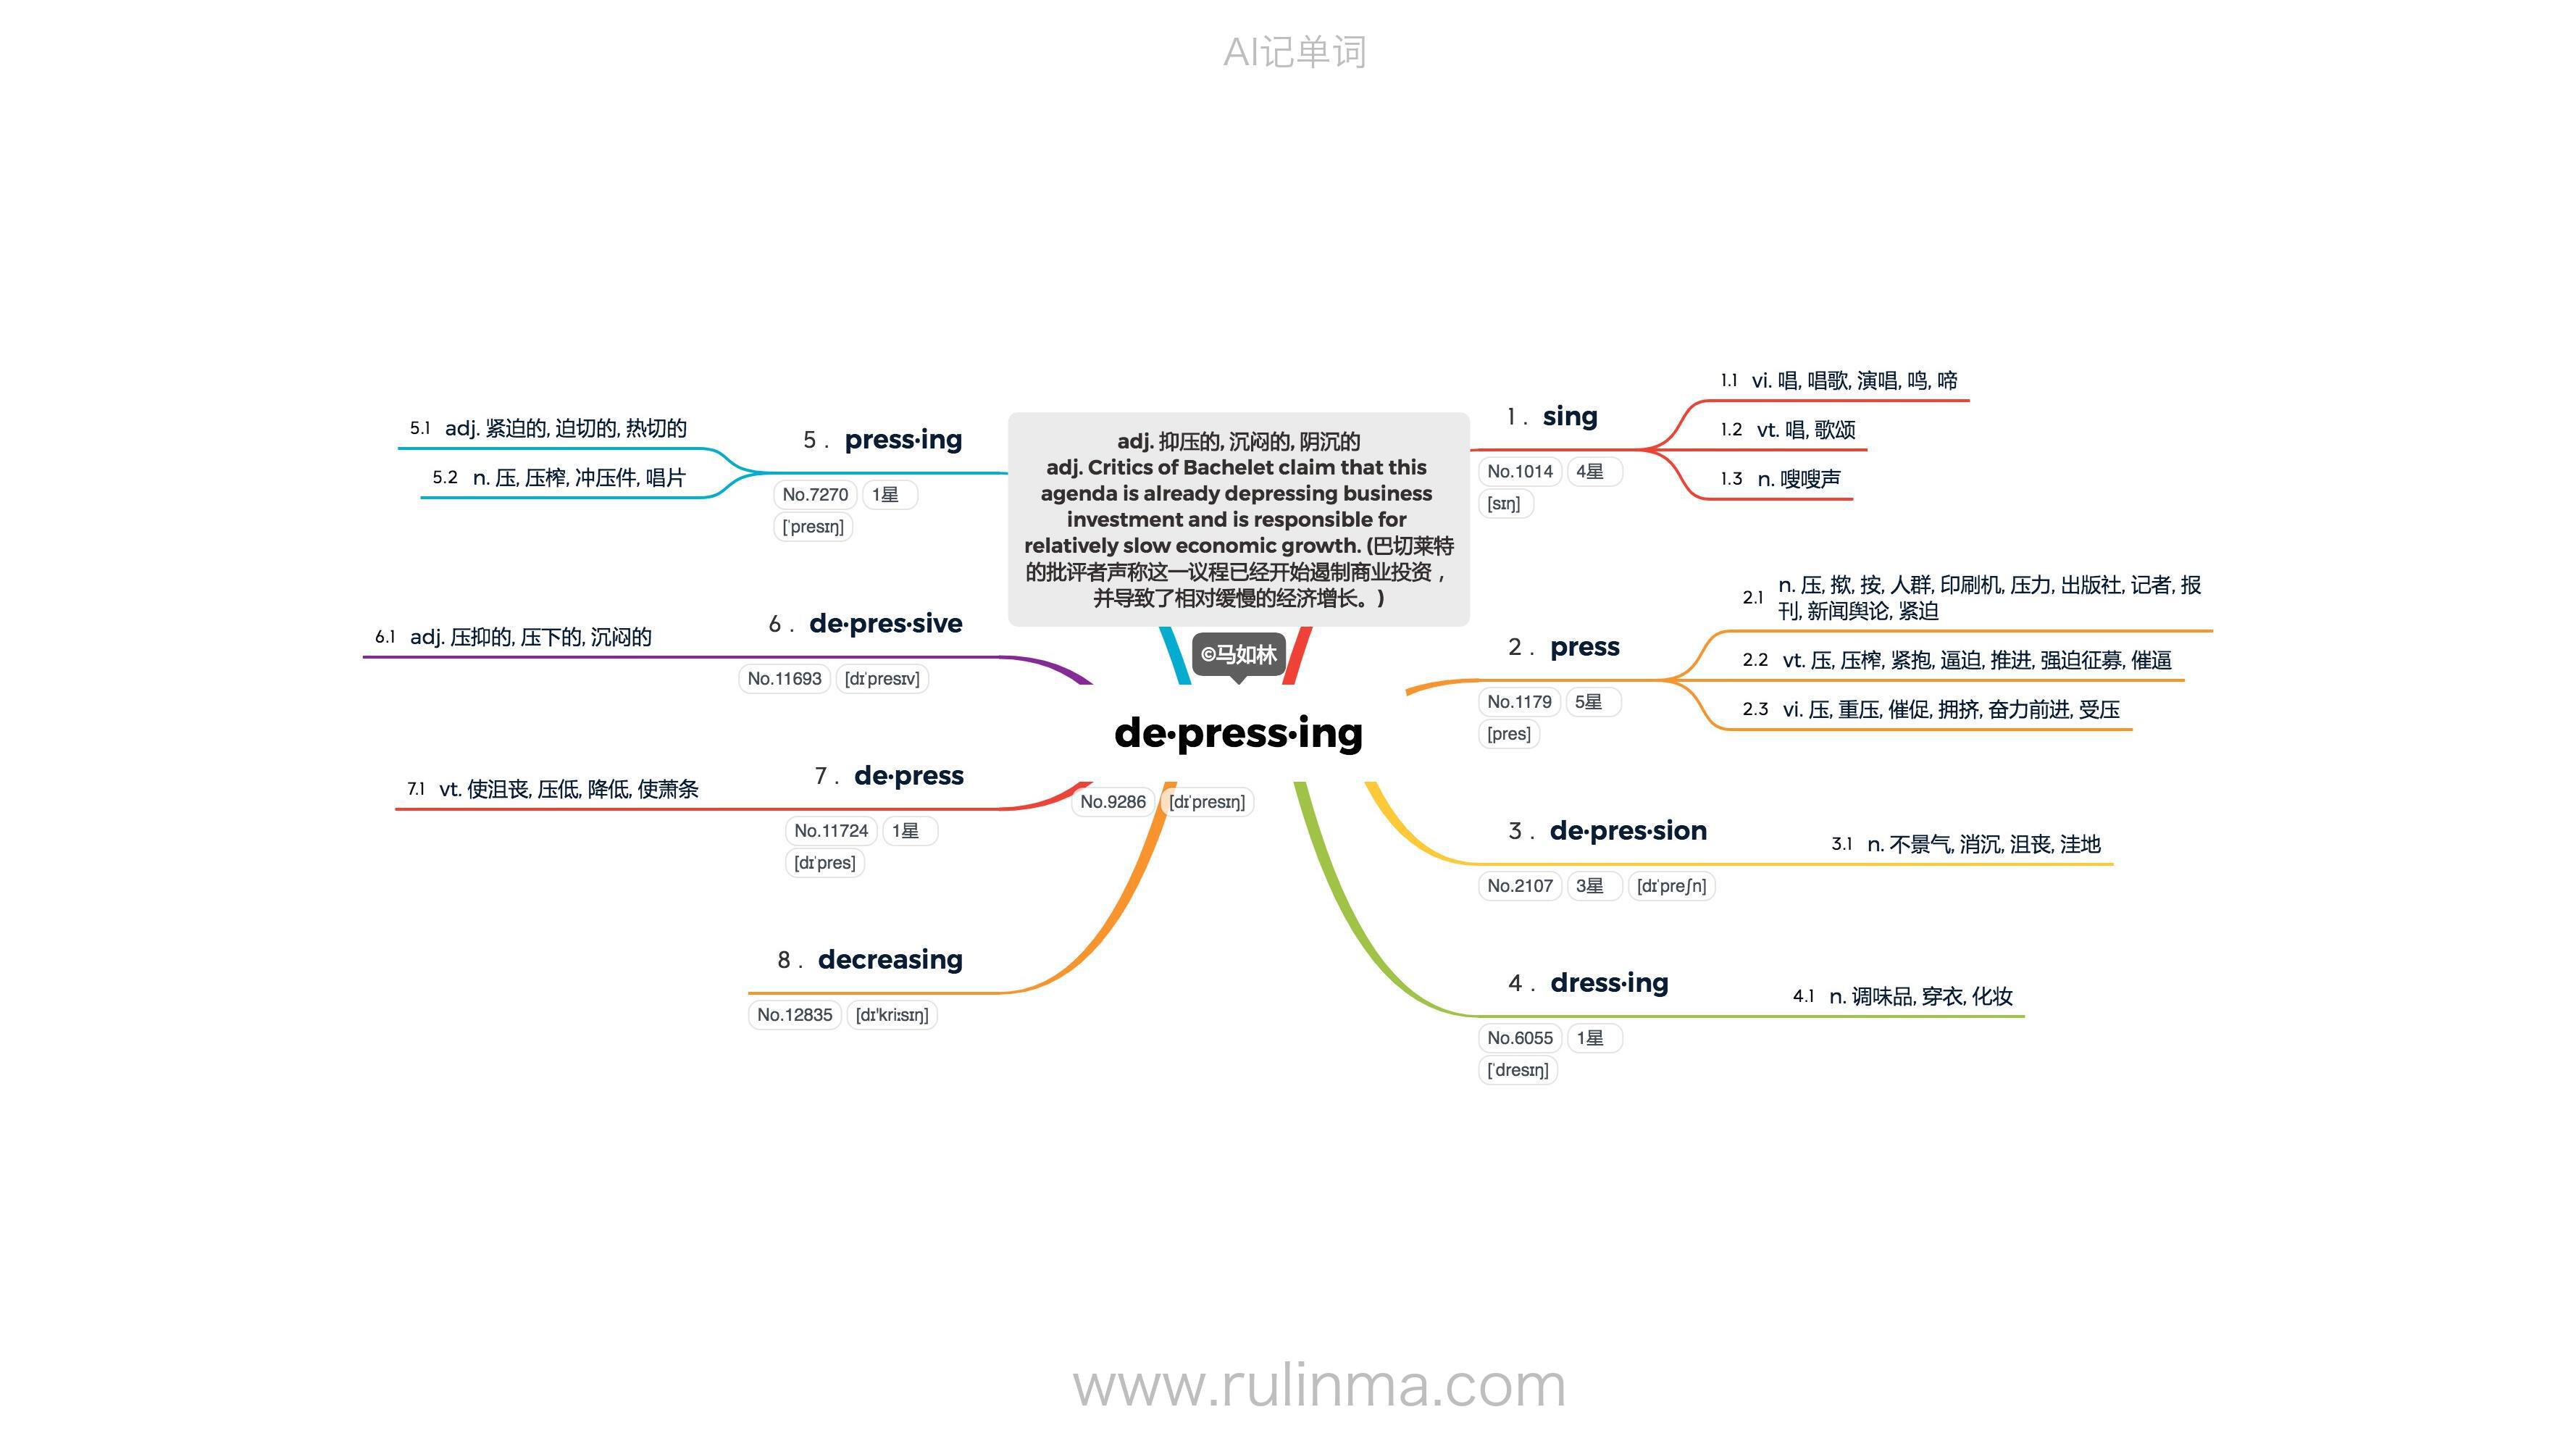 AI记单词
adj. 抑压的, 沉闷的, 阴沉的
adj. Critics of Bachelet claim that this
agenda is already depressing business
investment and is responsible for
relatively slow economic growth. (巴切莱特
的批评者声称这一议程已经开始遏制商业投资，
并导致了相对缓慢的经济增长。)
©马如林
de·press·ing
No.9286 [dɪˈpresɪŋ]
1 . sing
No.1014 4星
[sɪŋ]
1.1 vi. 唱, 唱歌, 演唱, 鸣, 啼
1.2 vt. 唱, 歌颂
1.3 n. 嗖嗖声
2 . press
No.1179 5星
[pres]
2.1 n. 压, 揿, 按, 人群, 印刷机, 压力, 出版社, 记者, 报
刊, 新闻舆论, 紧迫
2.2 vt. 压, 压榨, 紧抱, 逼迫, 推进, 强迫征募, 催逼
2.3 vi. 压, 重压, 催促, 拥挤, 奋力前进, 受压
3 . de·pres·sion
No.2107 3星 [dɪˈpreʃn]
3.1 n. 不景气, 消沉, 沮丧, 洼地
4 . dress·ing
No.6055 1星
[ˈdresɪŋ]
4.1 n. 调味品, 穿衣, 化妆
5 . press·ing
No.7270 1星
[ˈpresɪŋ]
5.1 adj. 紧迫的, 迫切的, 热切的
5.2 n. 压, 压榨, 冲压件, 唱片
6 . de·pres·sive
No.11693 [dɪˈpresɪv]
6.1 adj. 压抑的, 压下的, 沉闷的
7 . de·press
No.11724 1星
[dɪˈpres]
7.1 vt. 使沮丧, 压低, 降低, 使萧条
8 . decreasing
No.12835 [dɪ'kri:sɪŋ]
www.rulinma.com